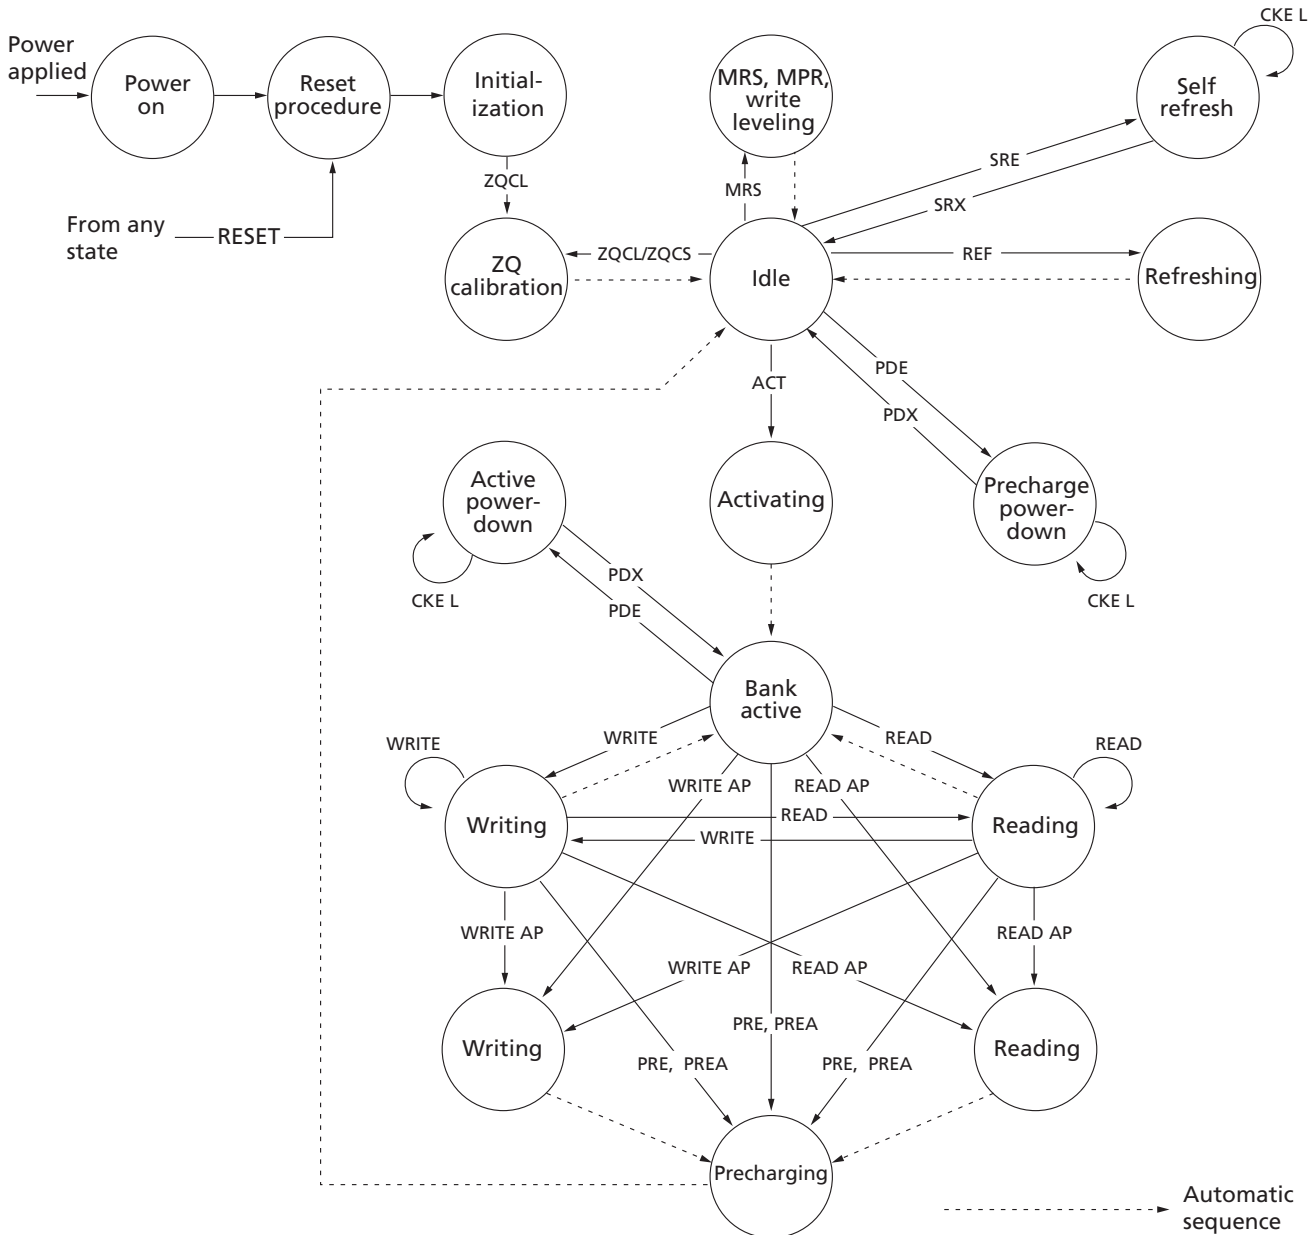 CKE L
Power
applied
Power
on
Reset
procedure
Initial-
ization
MRS, MPR,
write
leveling
Self
refresh
SRE
ZQCL
MRS
SRX
From any
state
RESET
ZQCL/ZQCS
REF
ZQ
calibration
Idle
Refreshing
PDE
ACT
PDX
Active
power-
down
Activating
Precharge
power-
down
PDX
CKE L
PDE
CKE L
Bank
active
WRITE
WRITE
READ
READ
WRITE AP
READ AP
READ
Writing
Reading
WRITE
WRITE AP
READ AP
WRITE AP
READ AP
PRE, PREA
Writing
Reading
PRE, PREA
PRE, PREA
Precharging
Automatic
sequence